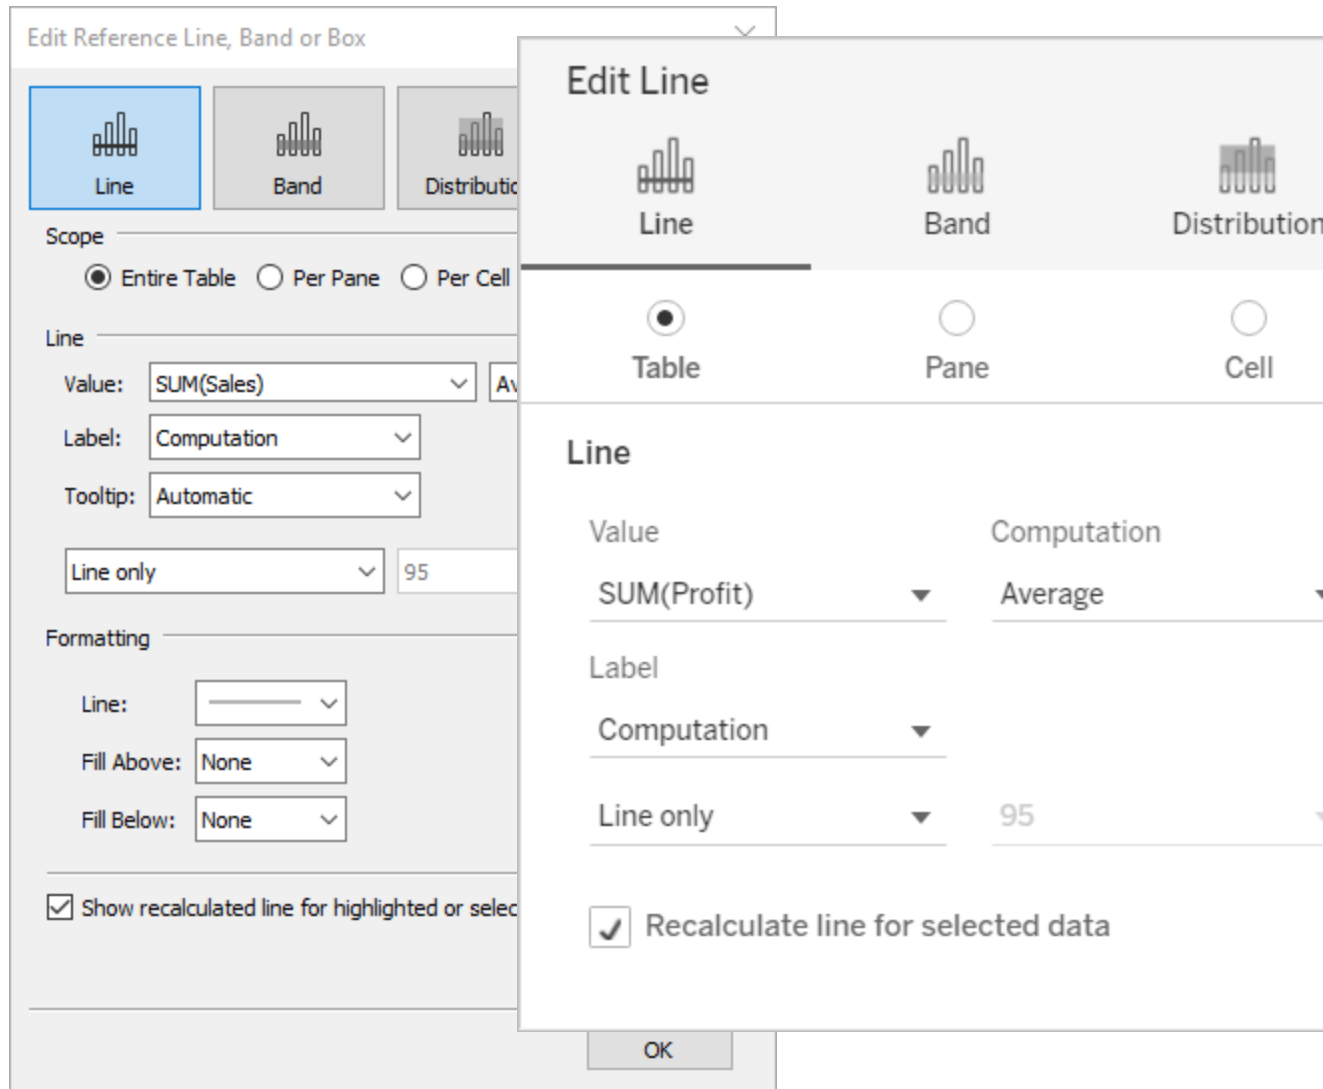 Edit Reference Line, Band or Box
Line
Band
Scope
Entire Table
Per Pane
Per Cell
Line
Value:
SUM(Sales)
Label:
Computation
Tooltip:
Automatic
Line only
95
Formatting
Line:
Fill Above:
None
Fill Below:
None
Show recalculated line for highlighted or
OK
Edit Line
Line
Band
Distribution
Table
Pane
Cell
Line
Value
Computation
SUM(Profit)
Average
Label
Computation
Line only
95
Recalculate line for selected data